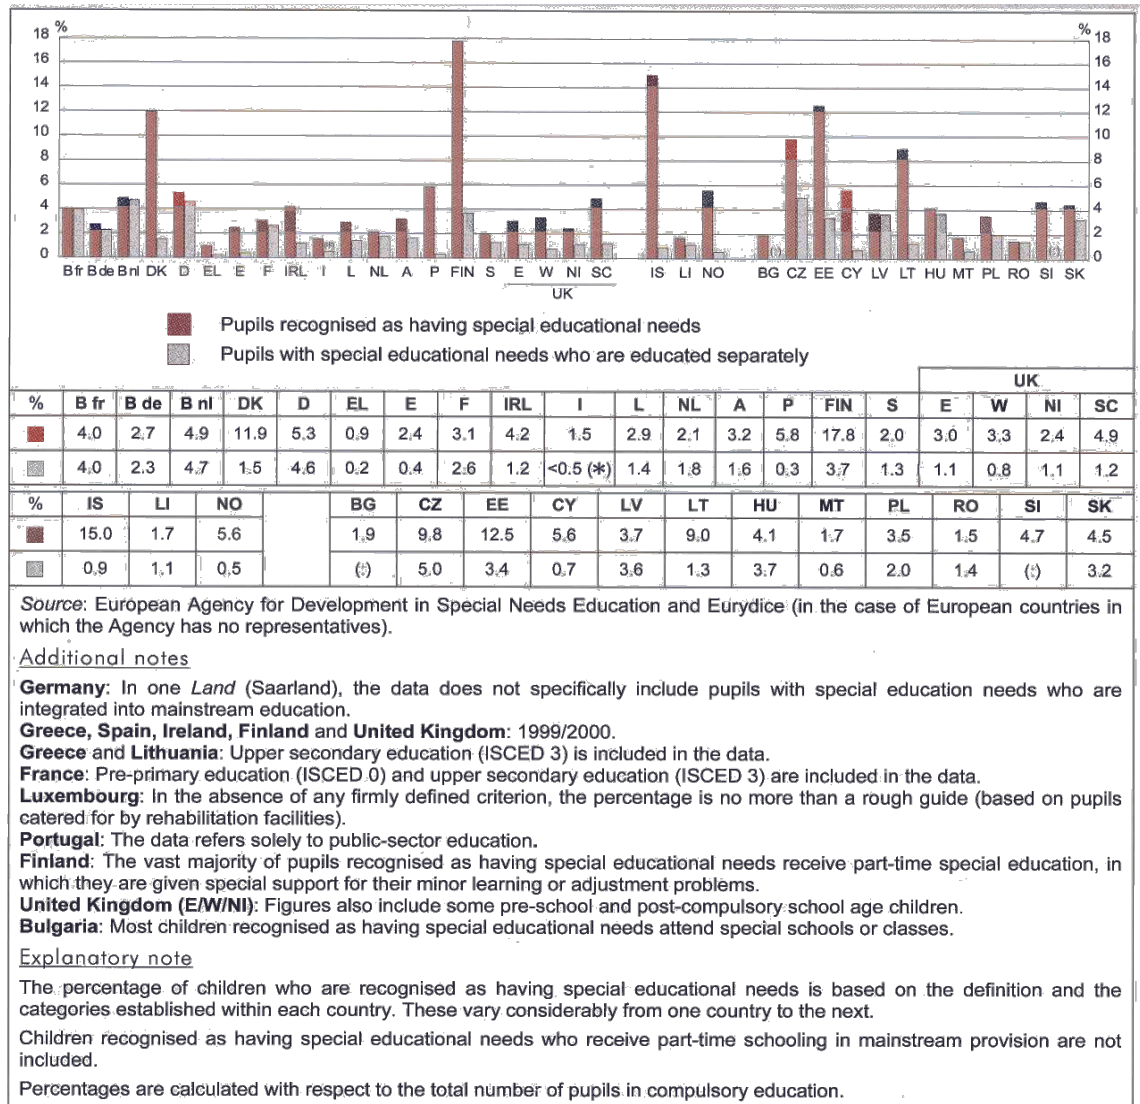 % %
18 18
16 16
14 14
12 12
10 10
8 8
6 6
4 4
2 2
0 0
B fr B de B nl DK D EL E F IRL I L NL A P FIN S E W NI SC IS LI NO BG CZ EE CY LV LT HU MT PL RO SI SK
UK
Pupils recognised as having special educational needs
Pupils with special educational needs who are educated separately
UK
% B fr B de B nl DK D EL E F IRL I L NL A P FIN S E W NI SC
4.0 2.7 4.9 11.9 5.3 0.9 2.4 3.1 4.2 1.5 2.9 2.1 3.2 5.8 17.8 2.0 3.0 3.3 2.4 4.9
4.0 2.3 4.7 1.5 4.6 0.2 0.4 2.6 1.2 <0.5 (*) 1.4 1.8 1.6 0.3 3.7 1.3 1.1 0.8 1.1 1.2
% IS LI NO BG CZ EE CY LV LT HU MT PL RO SI SK
15.0 1.7 5.6 1.9 9.8 12.5 5.6 3.7 9.0 4.1 1.7 3.5 1.5 4.7 4.5
0.9 1.1 0.5 (:) 5.0 3.4 0.7 3.6 1.3 3.7 0.6 2.0 1.4 (:) 3.2
Source: European Agency for Development in Special Needs Education and Eurydice (in the case of European countries in
which the Agency has no representatives).
Additional notes
Germany: In one Land (Saarland), the data does not specifically include pupils with special education needs who are
integrated into mainstream education.
Greece, Spain, Ireland, Finland and United Kingdom: 1999/2000.
Greece and Lithuania: Upper secondary education (ISCED 3) is included in the data.
France: Pre-primary education (ISCED 0) and upper secondary education (ISCED 3) are included in the data.
Luxembourg: In the absence of any firmly defined criterion, the percentage is no more than a rough guide (based on pupils
catered for by rehabilitation facilities).
Portugal: The data refers solely to public-sector education.
Finland: The vast majority of pupils recognised as having special educational needs receive part-time special education, in
which they are given special support for their minor learning or adjustment problems.
United Kingdom (E/W/NI): Figures also include some pre-school and post-compulsory school age children.
Bulgaria: Most children recognised as having special educational needs attend special schools or classes.
Explanatory note
The percentage of children who are recognised as having special educational needs is based on the definition and the
categories established within each country. These vary considerably from one country to the next.
Children recognised as having special educational needs who receive part-time schooling in mainstream provision are not
included.
Percentages are calculated with respect to the total number of pupils in compulsory education.